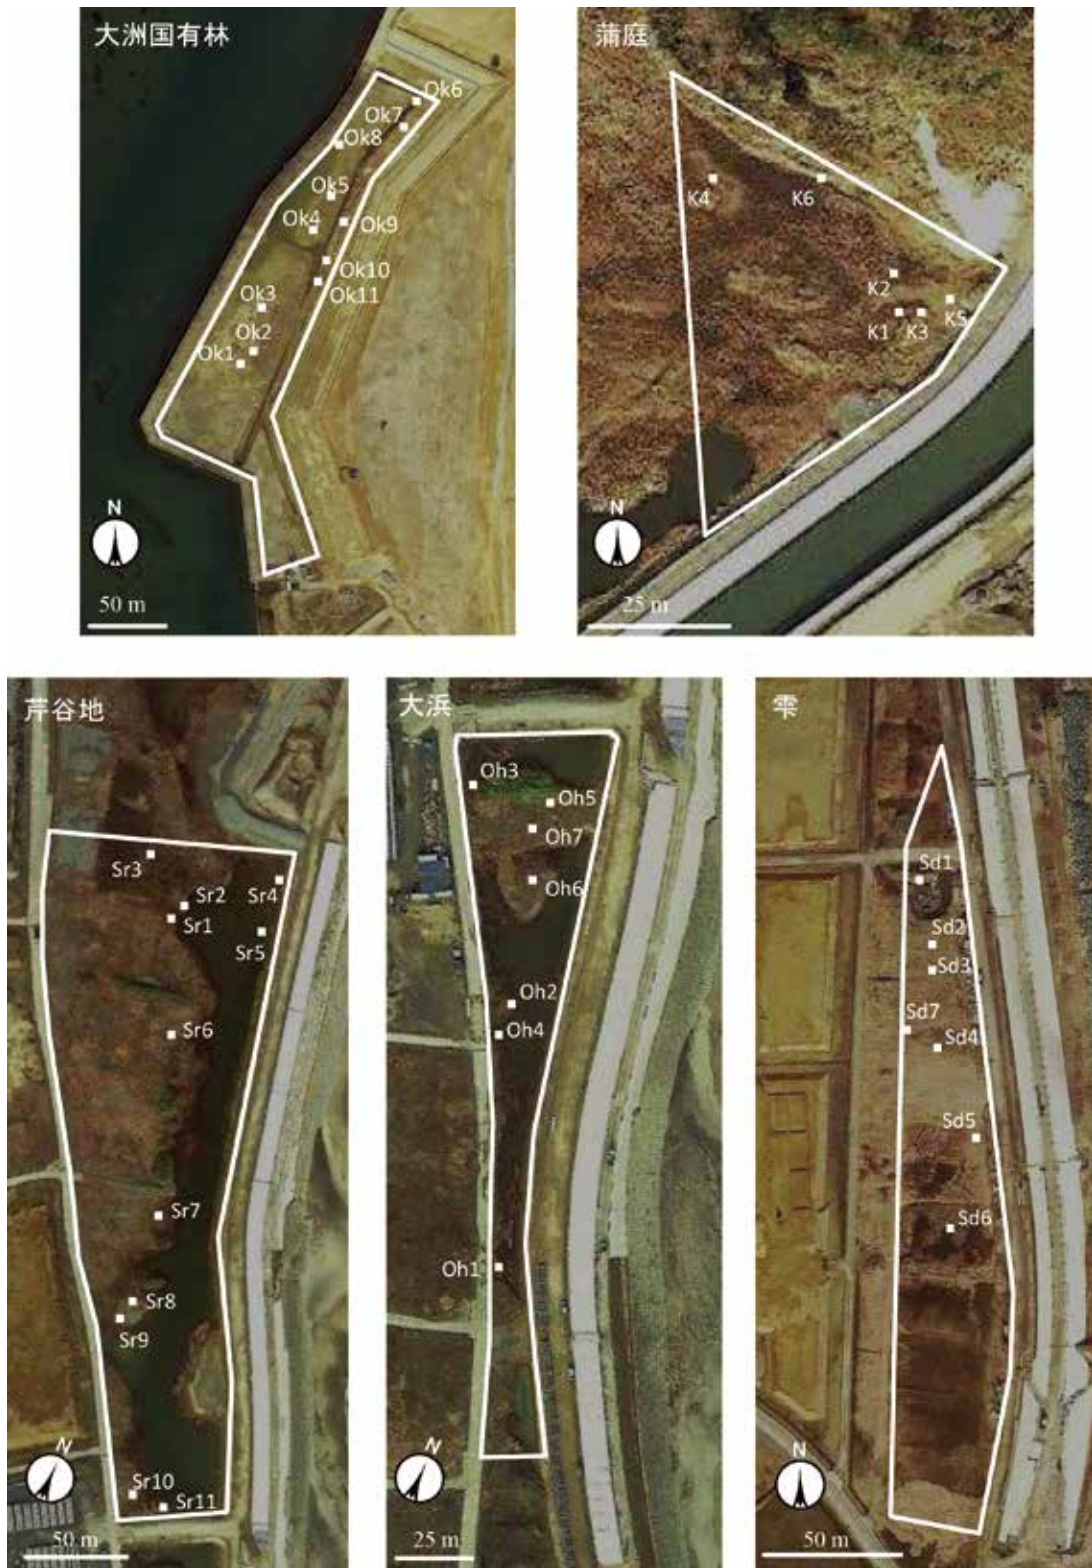 大洲国有林
Ok6
Ok7
Ok8
Ok5
Ok4
Ok9
Ok10
Ok11
Ok3
Ok2
Ok1
N
50 m
蒲庭
K4
K6
K2
K5
K1
K3
N
25 m
芹谷地
Sr3
Sr4
Sr2
Sr1
Sr5
Sr6
Sr7
Sr8
Sr9
N
Sr10
Sr11
50 m
大浜
Oh3
Oh5
Oh7
Oh6
Oh2
Oh4
Oh1
N
25 m
雫
Sd1
Sd2
Sd3
Sd7
Sd4
Sd5
Sd6
N
50 m